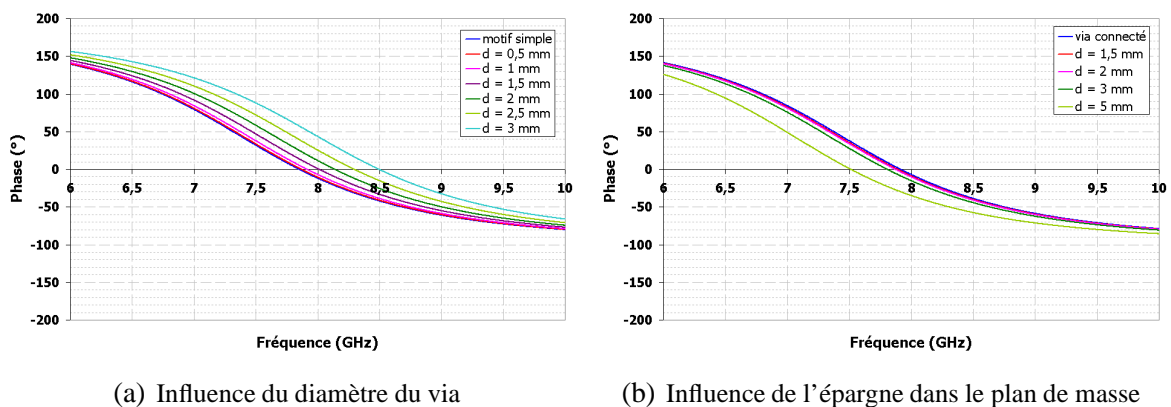 200
150
100
50
0
-50
-100
-150
-200
Phase (°)
6
6,5
7
7,5
8
8,5
9
9,5
10
Fréquence (GHz)
motif simple
d = 0,5 mm
d = 1 mm
d = 1,5 mm
d = 2 mm
d = 2,5 mm
d = 3 mm
(a) Influence du diamètre du via
200
150
100
50
0
-50
-100
-150
-200
Phase (°)
6
6,5
7
7,5
8
8,5
9
9,5
10
Fréquence (GHz)
via connecté
d = 1,5 mm
d = 2 mm
d = 3 mm
d = 5 mm
(b) Influence de l'épargne dans le plan de masse